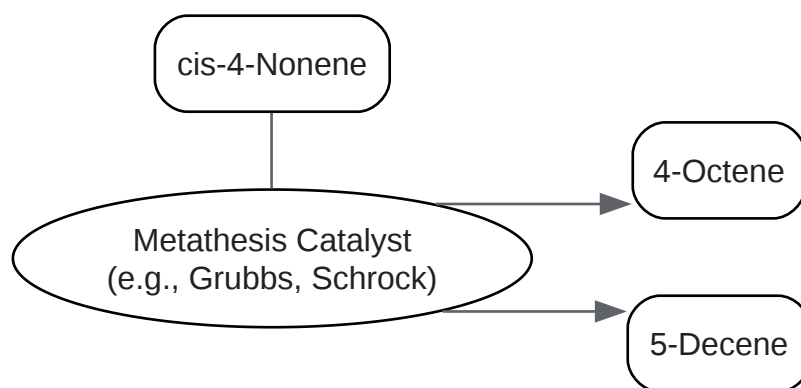 cis-4-Nonene
4-Octene
Metathesis Catalyst
(e.g., Grubbs, Schrock)
5-Decene